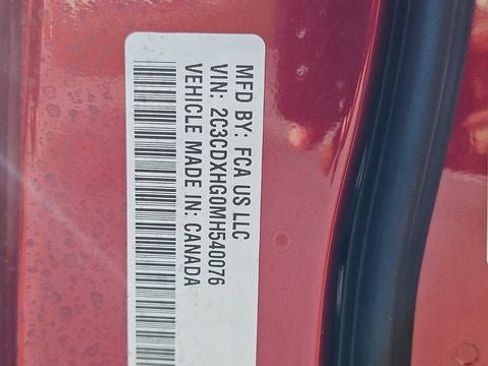 MFD BY: FCA US LLC
VIN: 2C3CDXHG0MH540076
VEHICLE MADE IN: CANADA